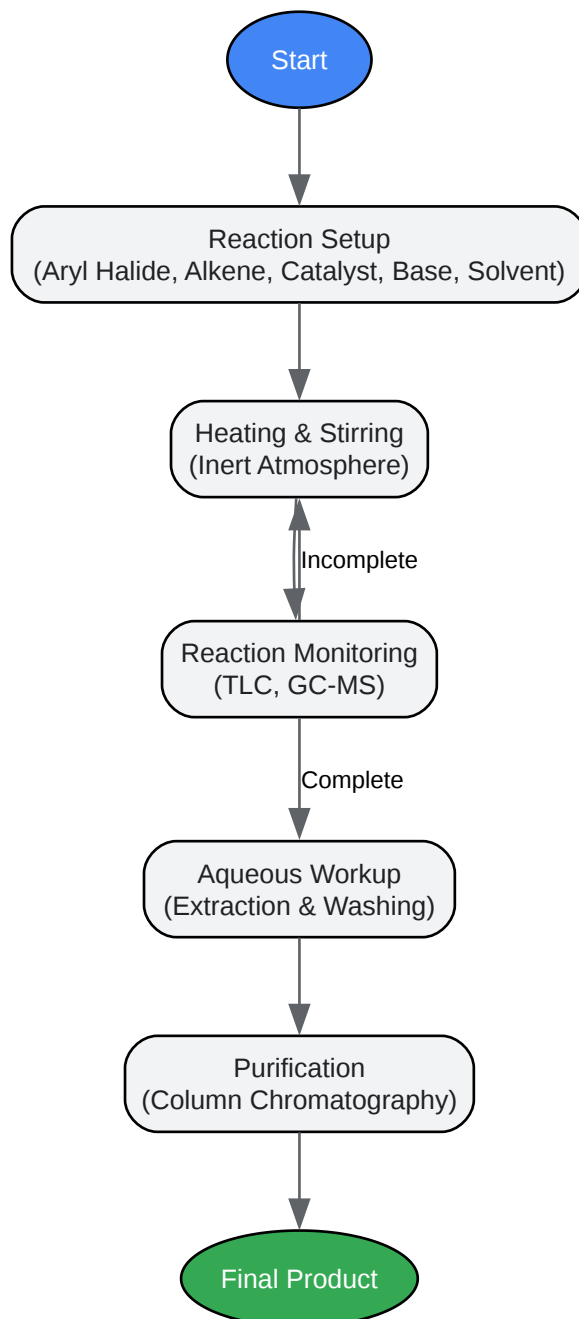 Start
Reaction Setup
(Aryl Halide, Alkene, Catalyst, Base, Solvent)
Heating & Stirring
(Inert Atmosphere)
Incomplete
Reaction Monitoring
(TLC, GC-MS)
Complete
Aqueous Workup
(Extraction & Washing)
Purification
(Column Chromatography)
Final Product